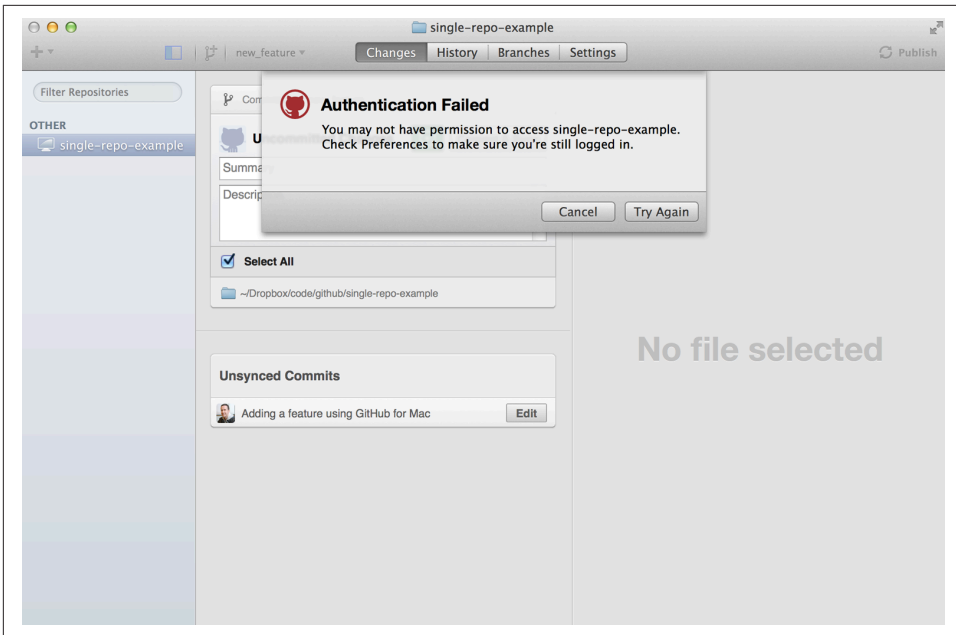 single-repo-example
new_feature
Changes
History
Branches
Settings
Publish
Filter Repositories
OTHER
single-repo-example
Authentication Failed
You may not have permission to access single-repo-example.
Check Preferences to make sure you're still logged in.
Cancel
Try Again
Select All
~/Dropbox/code/github/single-repo-example
No file selected
Unsynced Commits
Adding a feature using GitHub for Mac
Edit